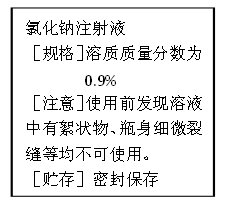 氯化钠注射液
［规格］溶质质量分数为
0.9%
［注意］使用前发现溶液
中有絮状物、瓶身细微裂
缝等均不可使用。
［贮存］密封保存